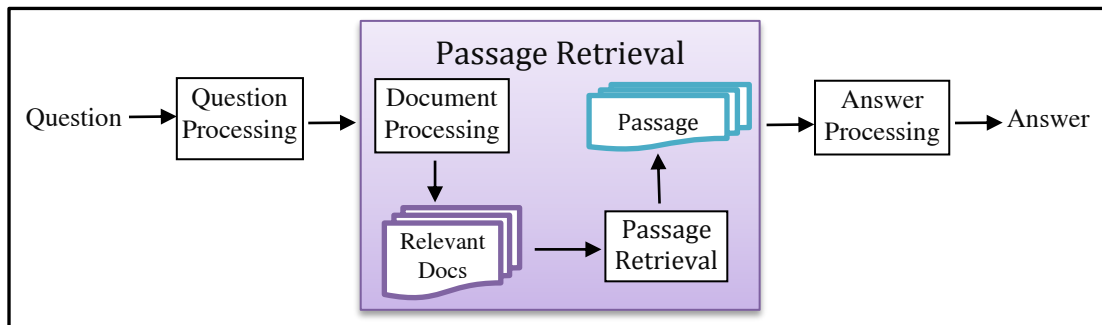 Passage Retrieval
Question
Question
Processing
Document
Processing
Relevant
Docs
Passage
Retrieval
Passage
Answer
Processing
Answer